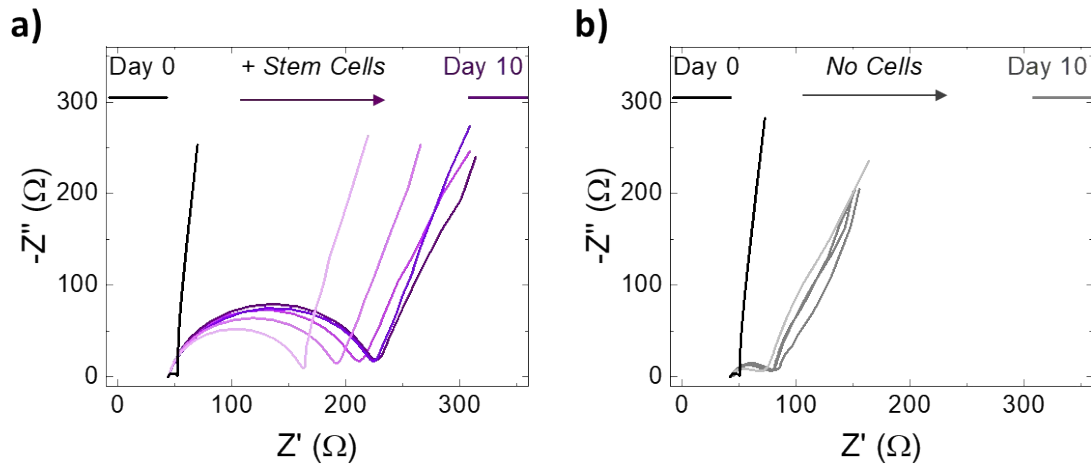 a)
Day 0 + Stem Cells Day 10
300
200
100
0
-Z" (Ω)
0 100 200 300
Z' (Ω)
b)
Day 0 No Cells Day 10
300
200
100
0
-Z" (Ω)
0 100 200 300
Z' (Ω)